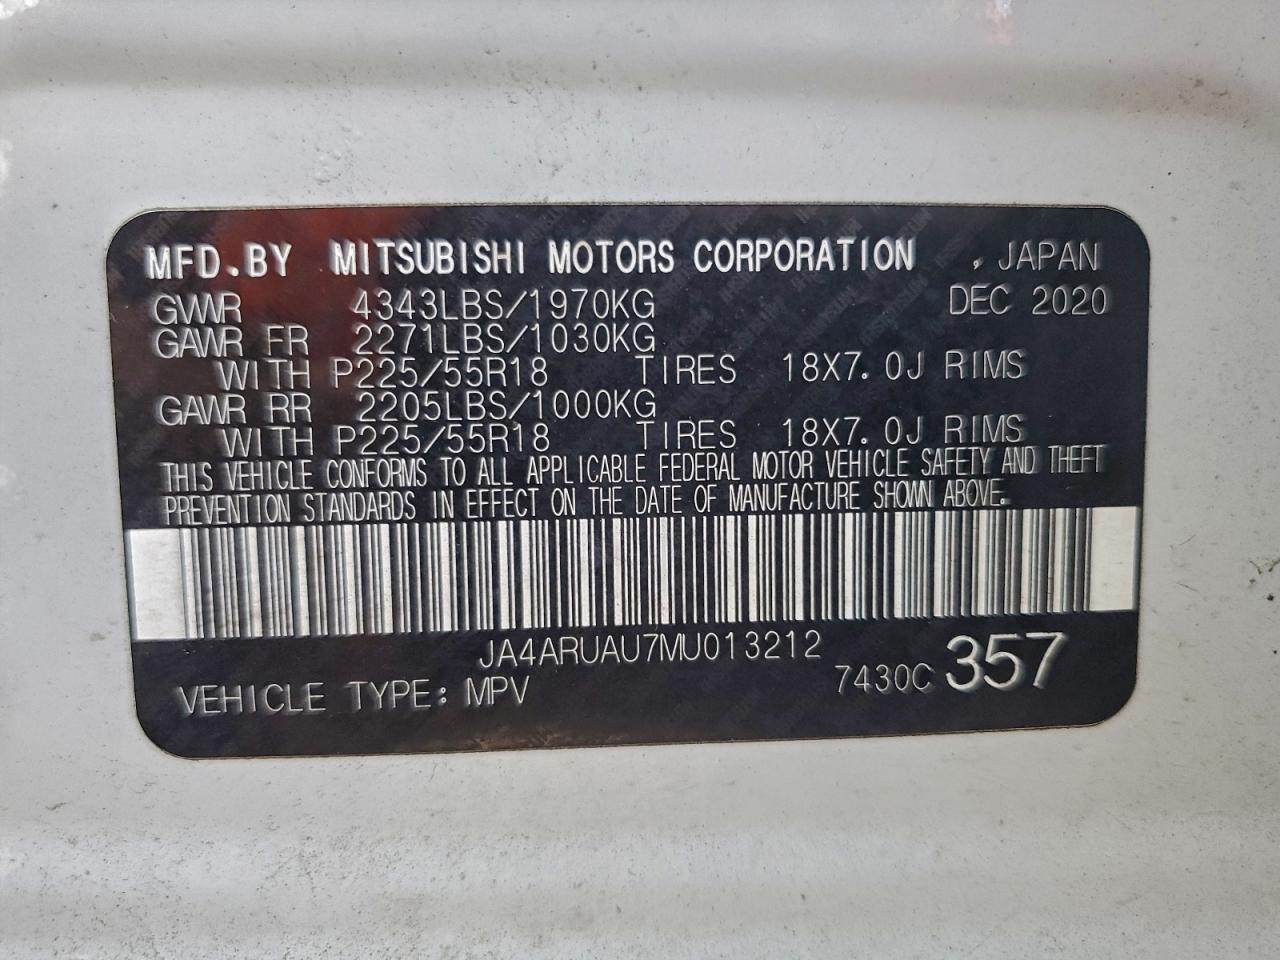 MFD.BY MITSUBISHI MOTORS CORPORATION , JAPAN
GVWR 4343LBS/1970KG DEC 2020
GAWR FR 2271LBS/1030KG
WITH P225/55R18 TIRES 18X7.0J RIMS
GAWR RR 2205LBS/1000KG
WITH P225/55R18 TIRES 18X7.0J RIMS
THIS VEHICLE CONFORMS TO ALL APPLICABLE FEDERAL MOTOR VEHICLE SAFETY AND THEFT
PREVENTION STANDARDS IN EFFECT ON THE DATE OF MANUFACTURE SHOWN ABOVE.
JA4ARUAU7MU013212
VEHICLE TYPE: MPV 7430C 357